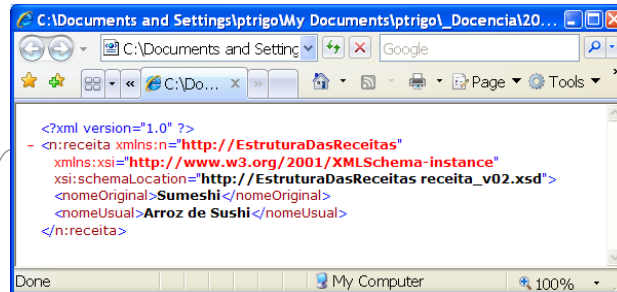 C:\Documents and Settings\ptrigo\My Documents\ptrigo\_Docencia\20...
C:\Documents and Setting
Google
C:\Do...
Page
Tools
<?xml version="1.0" ?>
- <n:receita xmlns:n="http://EstruturaDasReceitas"
xmlns:xsi="http://www.w3.org/2001/XMLSchema-instance"
xsi:schemaLocation="http://EstruturaDasReceitas receita_v02.xsd">
<nomeOriginal>Sumeshi</nomeOriginal>
<nomeUsual>Arroz de Sushi</nomeUsual>
</n:receita>
Done My Computer 100%